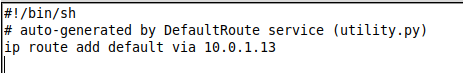 #!/bin/sh
# auto-generated by DefaultRoute service (utility.py)
ip route add default via 10.0.1.13